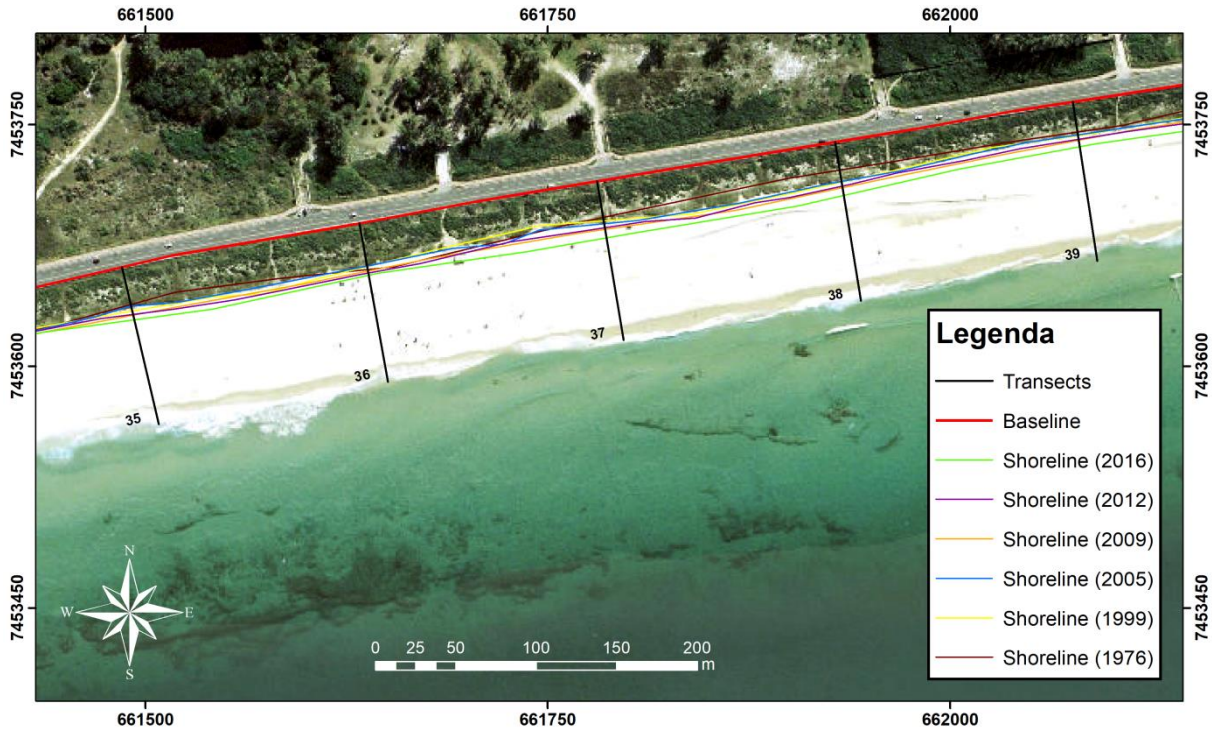 661500 661750 662000
7453750 7453750
39
38
37
36
35
7453600 7453600
Legenda
Transects
Baseline
Shoreline (2016)
Shoreline (2012)
Shoreline (2009)
Shoreline (2005)
Shoreline (1999)
Shoreline (1976)
N
W E
S
7453450 7453450
0 25 50 100 150 200
m
661500 661750 662000